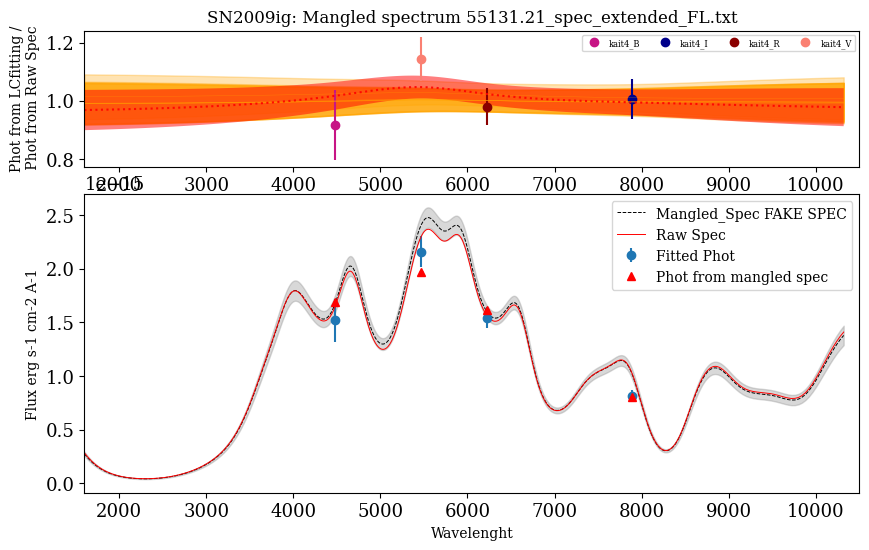 SN2009ig: Mangled spectrum 55131.21_spec_extended_FL.txt
Phot from LCfitting /
Phot from Raw Spec
1.2
1.0
0.8
kait4_B kait4_I kait4_R kait4_V
2000 3000 4000 5000 6000 7000 8000 9000 10000
1e−15
Flux erg s-1 cm-2 A-1
2.5
2.0
1.5
1.0
0.5
0.0
Mangled_Spec FAKE SPEC
Raw Spec
Fitted Phot
Phot from mangled spec
2000 3000 4000 5000 6000 7000 8000 9000 10000
Wavelenght